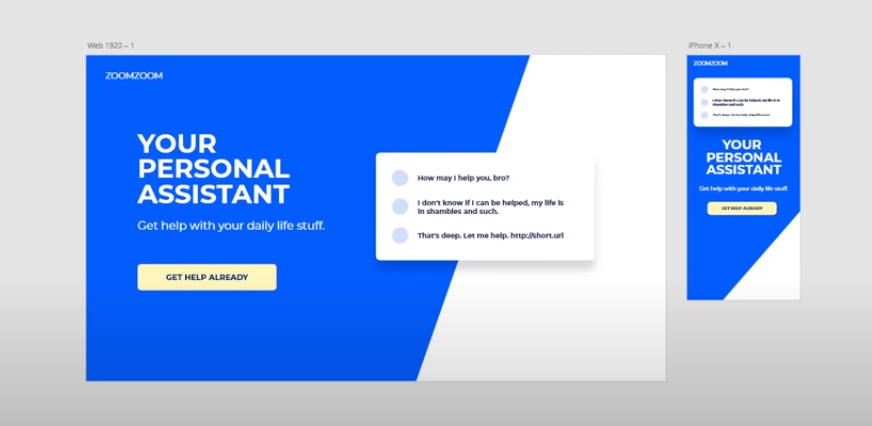 Web 1920 – 1
ZOOMZOOM
YOUR
PERSONAL
ASSISTANT
Get help with your daily life stuff.
GET HELP ALREADY
How may I help you, bro?
I don't know if I can be helped, my life is
in shambles and such.
That's deep. Let me help. http://short.url
iPhone X – 1
ZOOMZOOM
How may I help you, bro?
I don't know if I can be helped, my life is in
shambles and such.
That's deep. Let me help. http://short.url
YOUR
PERSONAL
ASSISTANT
Get help with your daily life stuff.
GET HELP ALREADY